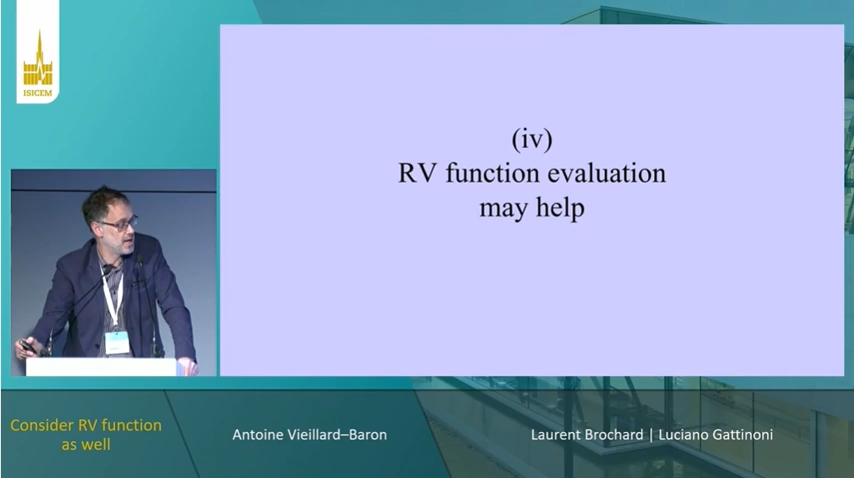 ISICEM
(iv)
RV function evaluation
may help
Consider RV function
as well
Antoine Vieillard–Baron
Laurent Brochard | Luciano Gattinoni